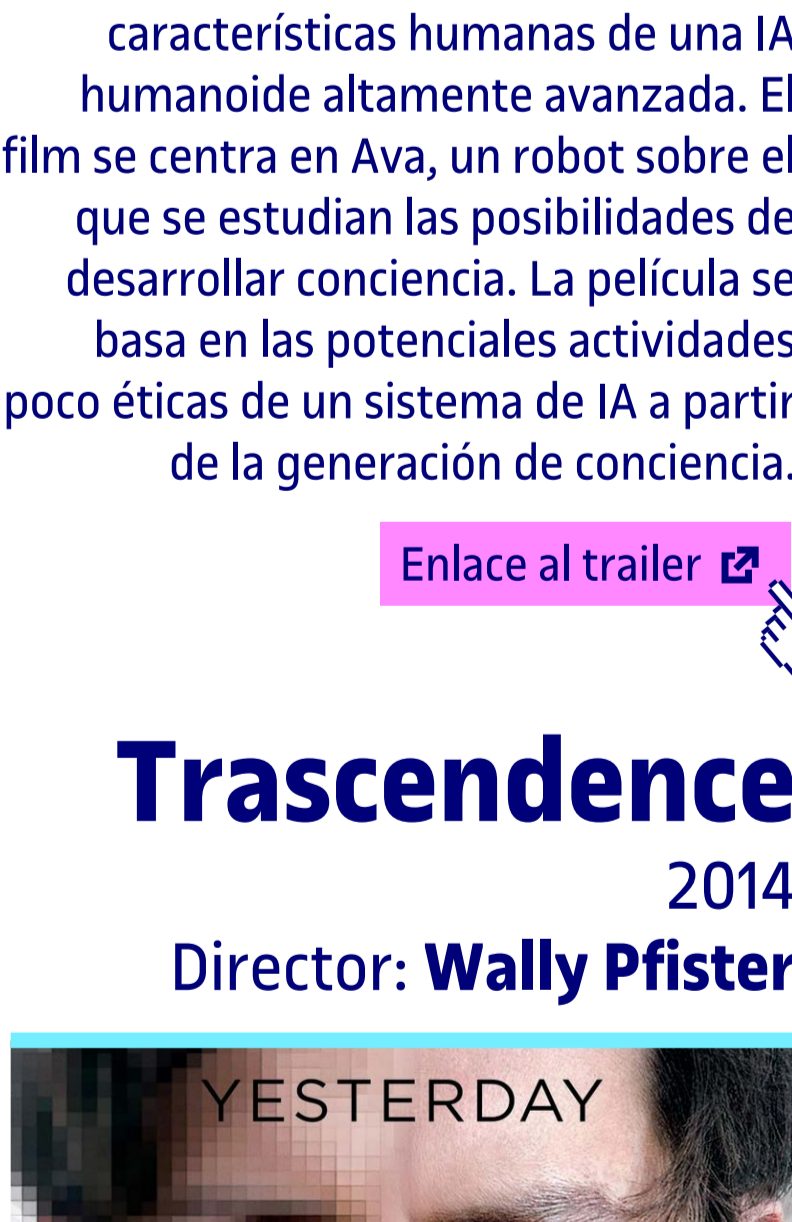 características humanas de una IA
humanoide altamente avanzada. El
film se centra en Ava, un robot sobre el
que se estudian las posibilidades de
desarrollar conciencia. La película se
basa en las potenciales actividades
poco éticas de un sistema de IA a partir
de la generación de conciencia.
Enlace al trailer
Trascendence
2014
Director: Wally Pfister
YESTERDAY